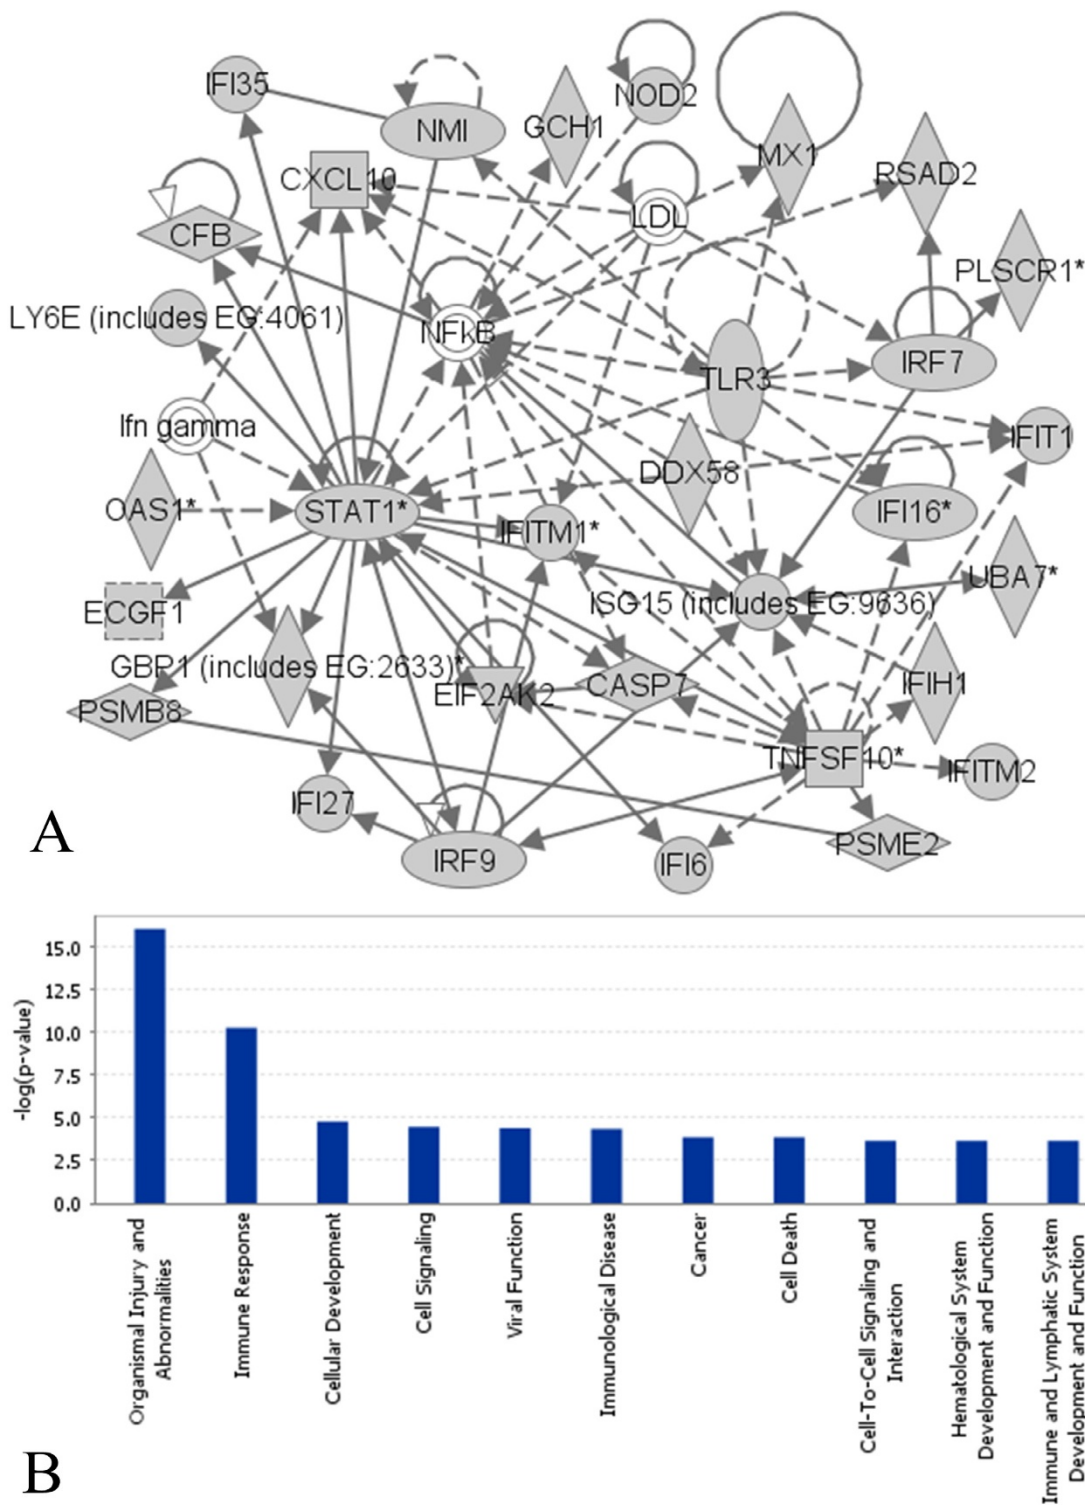 IFI35
NMI
GCH1
NOD2
MX1
RSAD2
CXCL10
LDL
CFB
PLSCR1*
LY6E (includes EG:4061)
NFkB
TLR3
IRF7
Ifn gamma
IFIT1
DDX58
OAS1*
STAT1*
IFITM1*
IFI16*
UBA7*
ECGF1
ISG15 (includes EG:9636)
GBP1 (includes EG:2633)*
EIF2AK2
CASP7
IFIH1
PSMB8
TNFSF10*
IFITM2
IFI27
IRF9
IFI6
PSME2
A
-log(p-value)
15.0
12.5
10.0
7.5
5.0
2.5
0.0
Organismal Injury and
Abnormalities
Immune Response
Cellular Development
Cell Signaling
Viral Function
Immunological Disease
Cancer
Cell Death
Cell-To-Cell Signaling and
Interaction
Hematological System
Development and Function
Immune and Lymphatic System
Development and Function
B